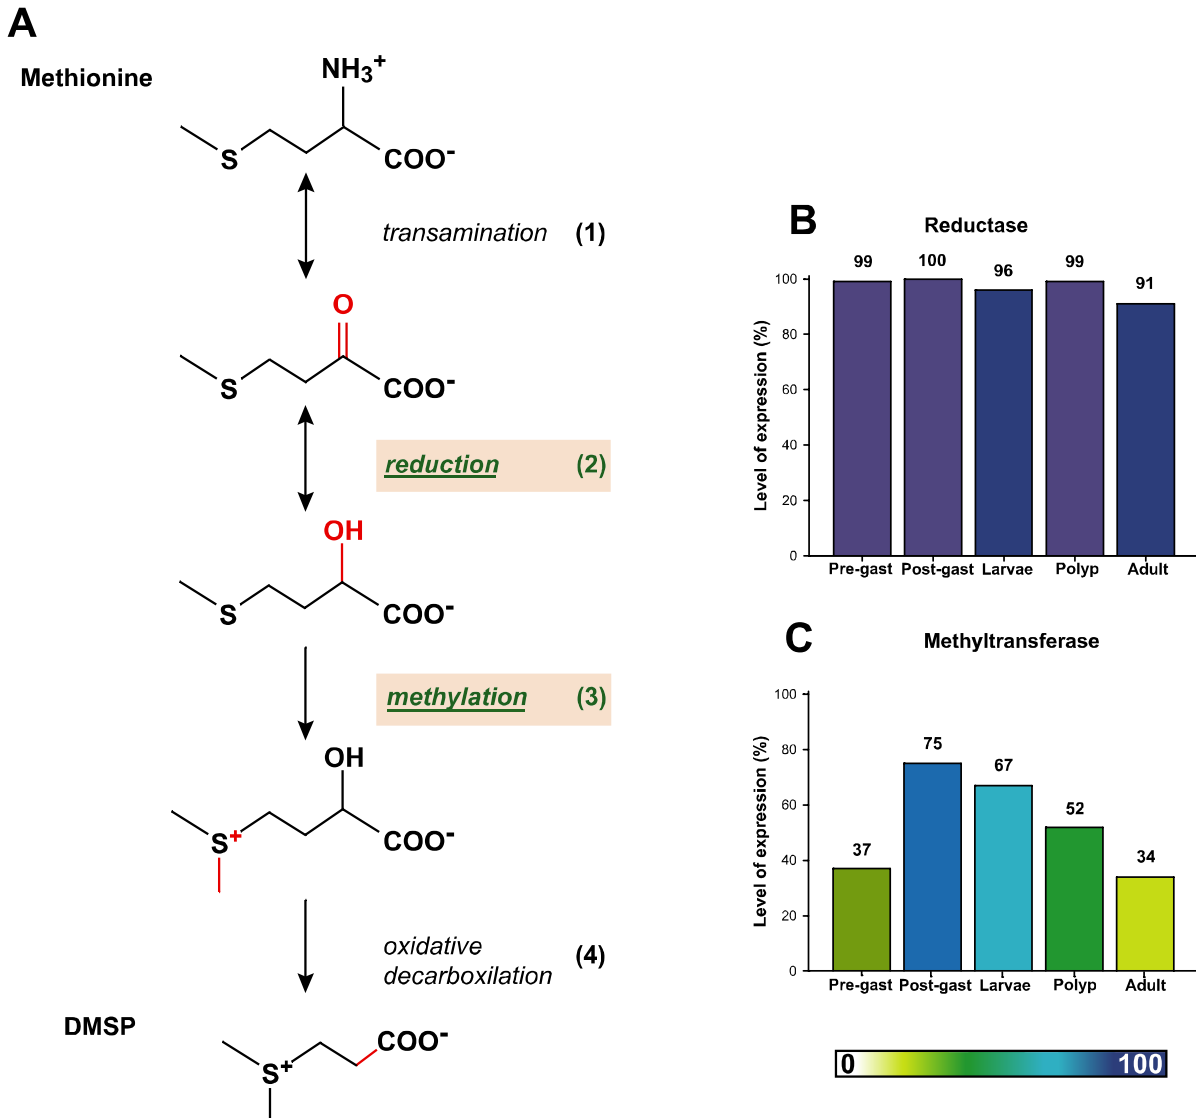 A
Methionine
NH3+
S
COO-
transamination (1)
O
S
COO-
reduction (2)
OH
S
COO-
methylation (3)
OH
S+
COO-
oxidative
decarboxilation
(4)
DMSP
COO-
S+
B
Reductase
Level of expression (%)
100
80
60
40
20
0
99
100
96
99
91
Pre-gast Post-gast Larvae Polyp Adult
C
Methyltransferase
Level of expression (%)
100
80
60
40
20
0
37
75
67
52
34
Pre-gast Post-gast Larvae Polyp Adult
0 100